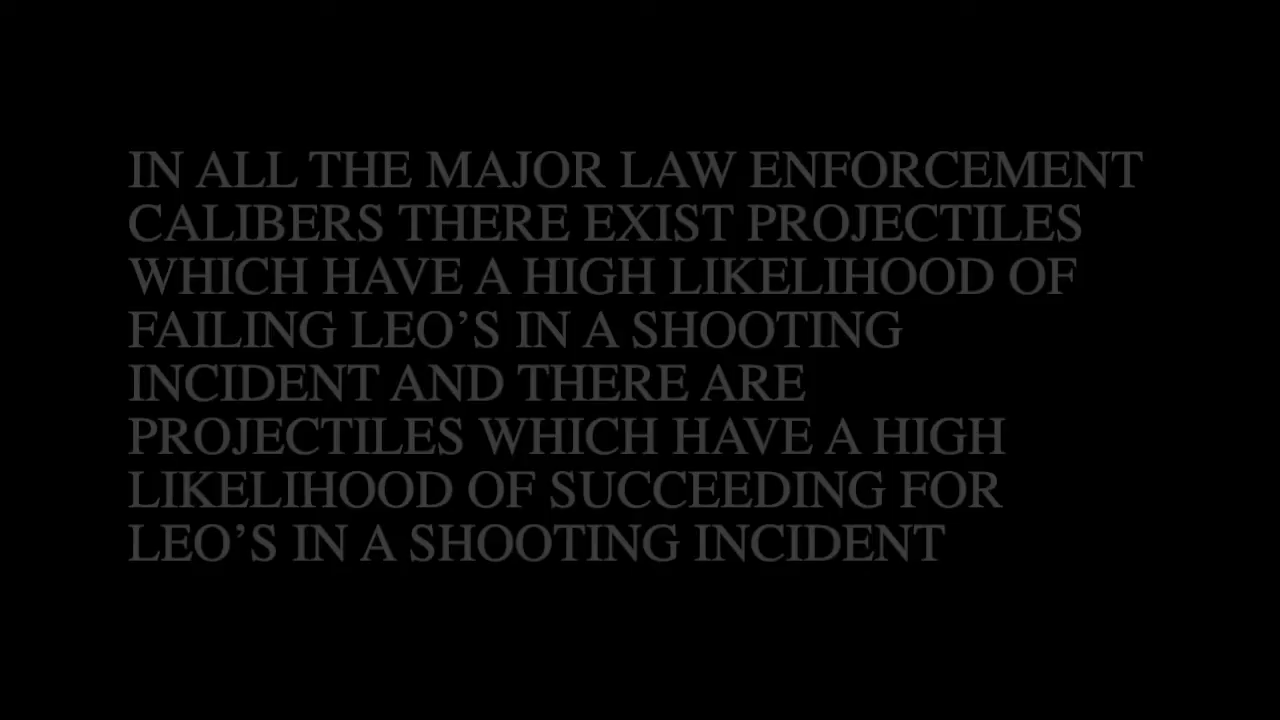 IN ALL THE MAJOR LAW ENFORCEMENT
CALIBERS THERE EXIST PROJECTILES
WHICH HAVE A HIGH LIKELIHOOD OF
FAILING LEO’S IN A SHOOTING
INCIDENT AND THERE ARE
PROJECTILES WHICH HAVE A HIGH
LIKELIHOOD OF SUCCEEDING FOR
LEO’S IN A SHOOTING INCIDENT